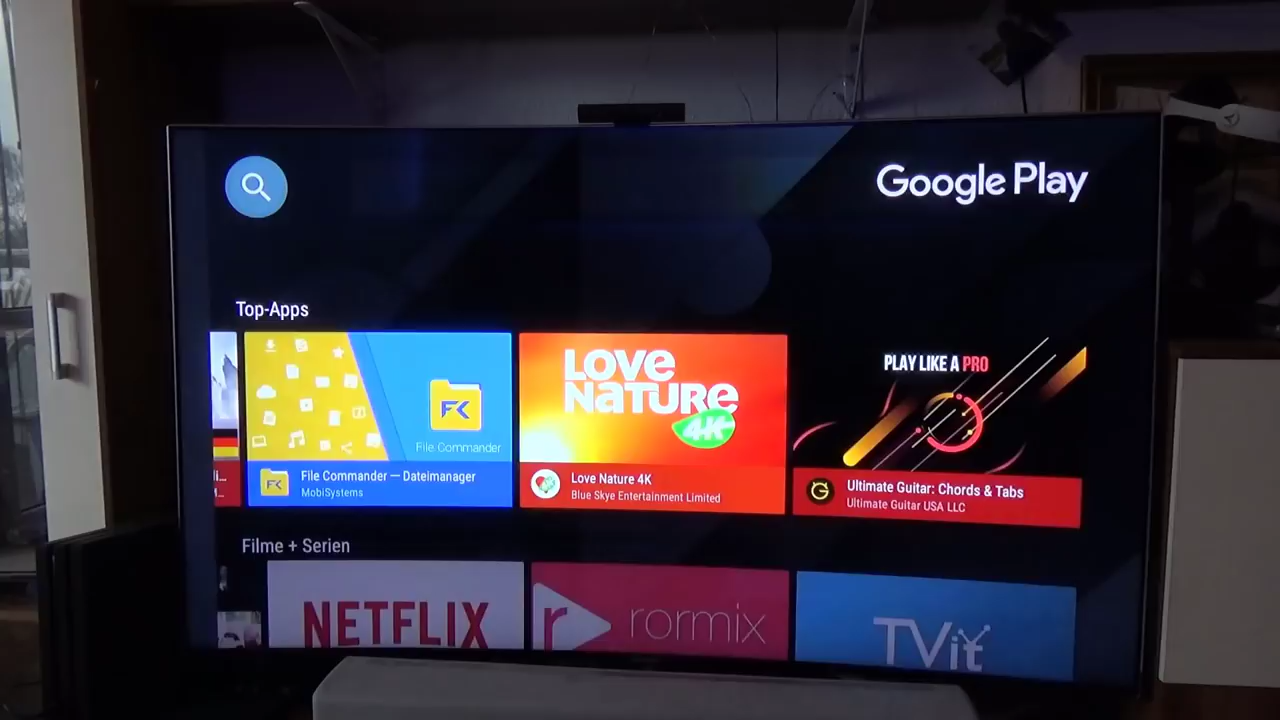 Google Play
Top-Apps
File Commander
LOVE
NATURE
4K
PLAY LIKE A PRO
File Commander — Dateimanager
MobiSystems
Love Nature 4K
Blue Skye Entertainment Limited
Ultimate Guitar: Chords & Tabs
Ultimate Guitar USA LLC
Filme + Serien
NETFLIX
r rormix
TVit